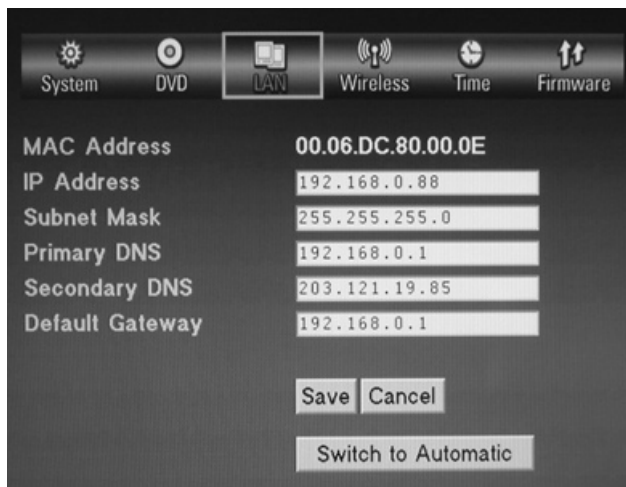 System DVD LAN Wireless Time Firmware
MAC Address 00.06.DC.80.00.0E
IP Address 192.168.0.88
Subnet Mask 255.255.255.0
Primary DNS 192.168.0.1
Secondary DNS 203.121.19.85
Default Gateway 192.168.0.1
Save Cancel
Switch to Automatic